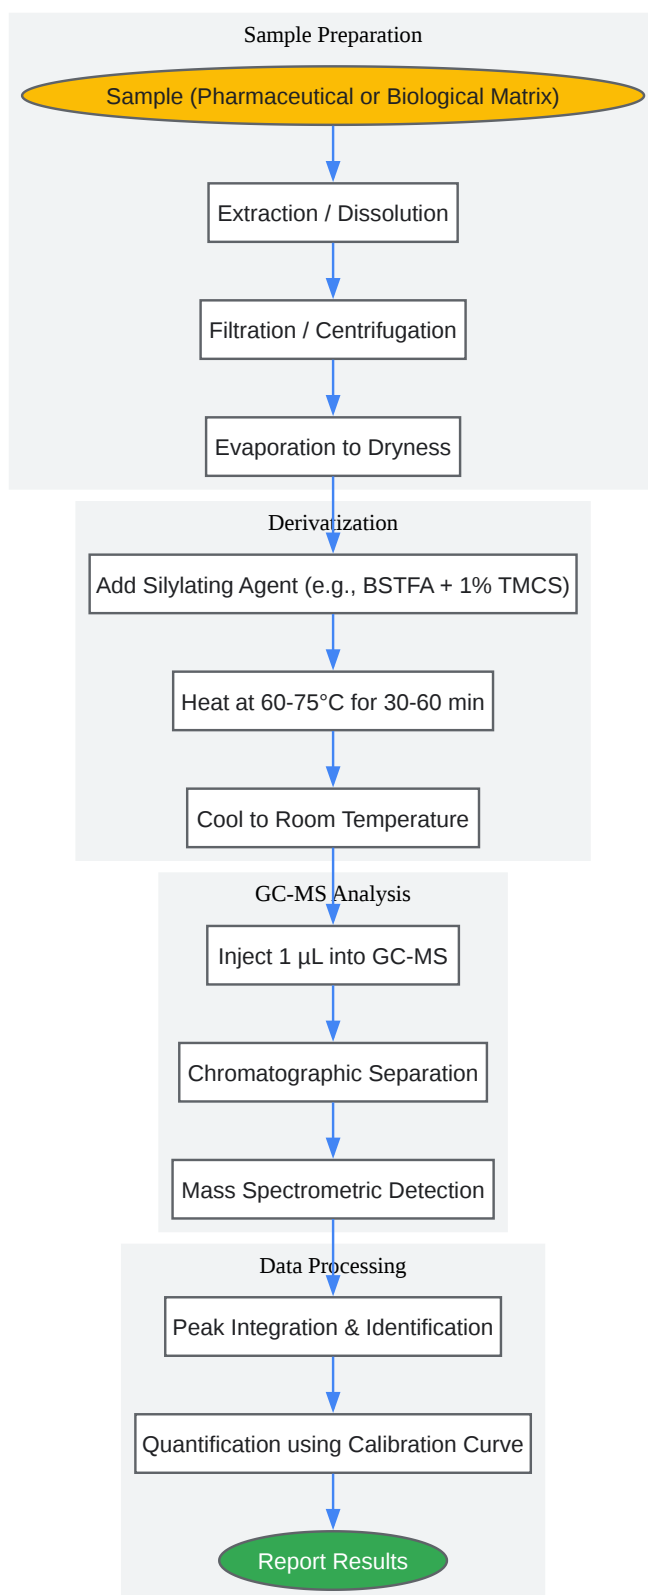 Sample Preparation
Sample (Pharmaceutical or Biological Matrix)
Extraction / Dissolution
Filtration / Centrifugation
Evaporation to Dryness
Derivatization
Add Silylating Agent (e.g., BSTFA + 1% TMCS)
Heat at 60-75°C for 30-60 min
Cool to Room Temperature
GC-MS Analysis
Inject 1 µL into GC-MS
Chromatographic Separation
Mass Spectrometric Detection
Data Processing
Peak Integration & Identification
Quantification using Calibration Curve
Report Results